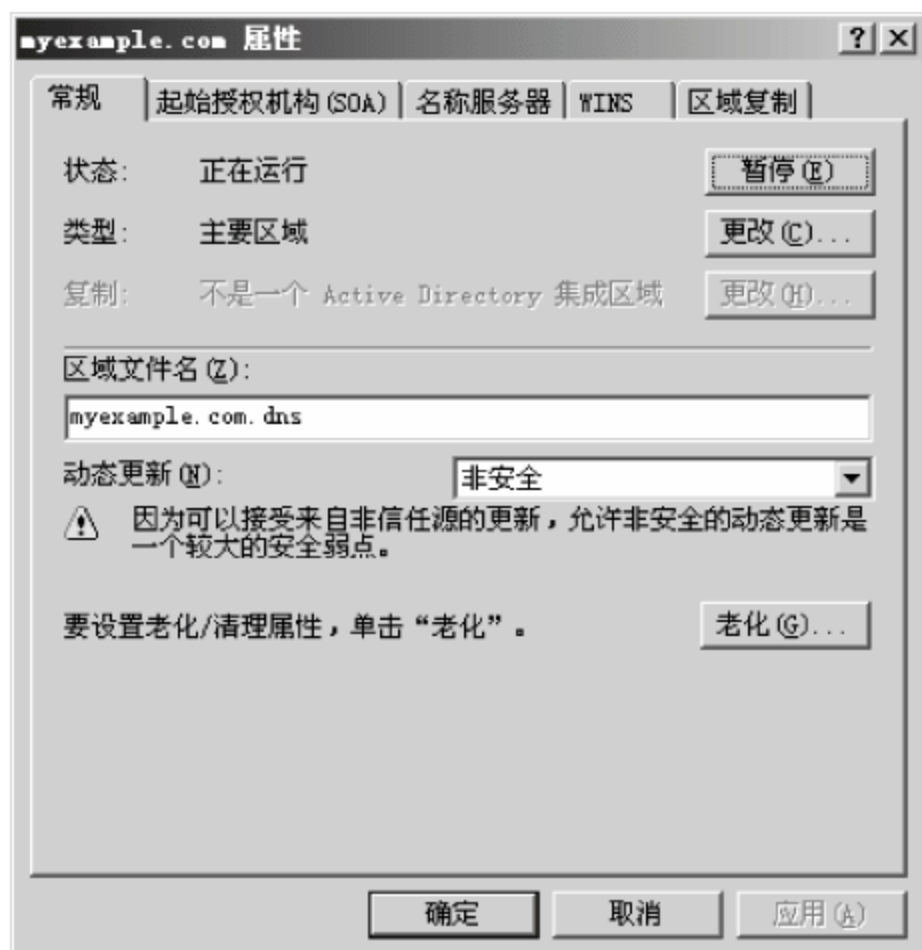 myexample.com 属性
常规 起始授权机构(SOA) 名称服务器 WINS 区域复制
状态: 正在运行 暂停(E)
类型: 主要区域 更改(C)...
复制: 不是一个 Active Directory 集成区域 更改(H)...
区域文件名(Z):
myexample.com.dns
动态更新(N): 非安全
因为可以接受来自非信任源的更新，允许非安全的动态更新是
一个较大的安全弱点。
要设置老化/清理属性，单击“老化”。 老化(G)...
确定 取消 应用(A)